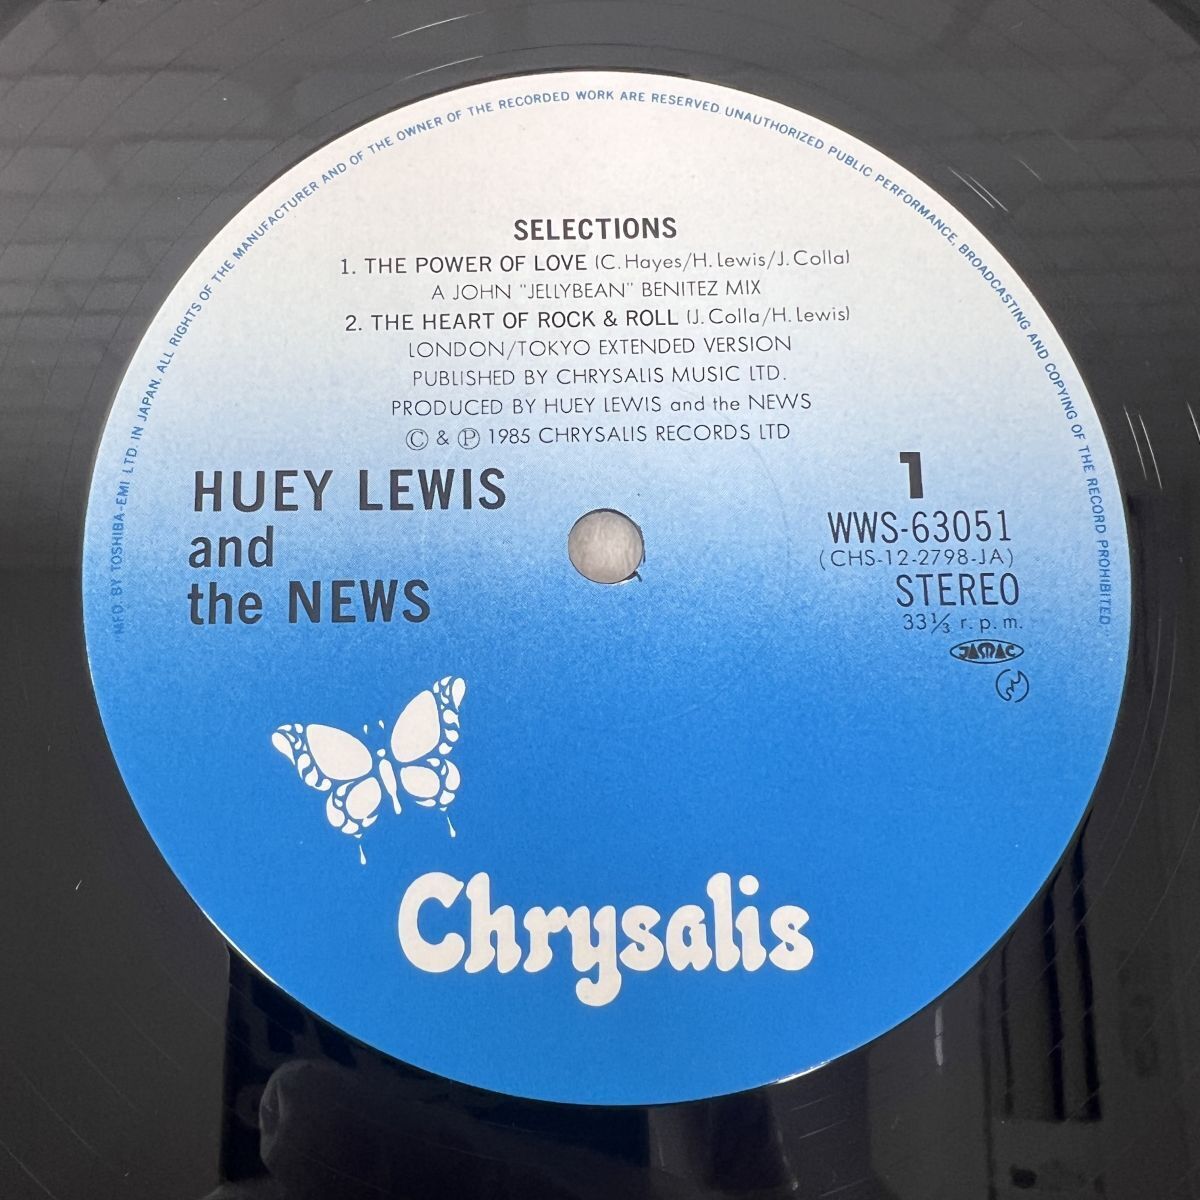 MFD. BY TOSHIBA-EMI LTD. IN JAPAN. ALL RIGHTS OF THE MANUFACTURER AND OF THE OWNER OF THE RECORDED WORK ARE RESERVED. UNAUTHORIZED PUBLIC PERFORMANCE, BROADCASTING AND COPYING OF THE RECORD PROHIBITED.
SELECTIONS
1. THE POWER OF LOVE (C. Hayes/H. Lewis/J. Colla)
A JOHN "JELLYBEAN" BENITEZ MIX
2. THE HEART OF ROCK & ROLL (J. Colla/H. Lewis)
LONDON/TOKYO EXTENDED VERSION
PUBLISHED BY CHRYSALIS MUSIC LTD.
PRODUCED BY HUEY LEWIS and the NEWS
© & ℗ 1985 CHRYSALIS RECORDS LTD
HUEY LEWIS
and
the NEWS
1
WWS-63051
(CHS-12-2798-JA)
STEREO
33⅓ r.p.m.
JASRAC
Chrysalis